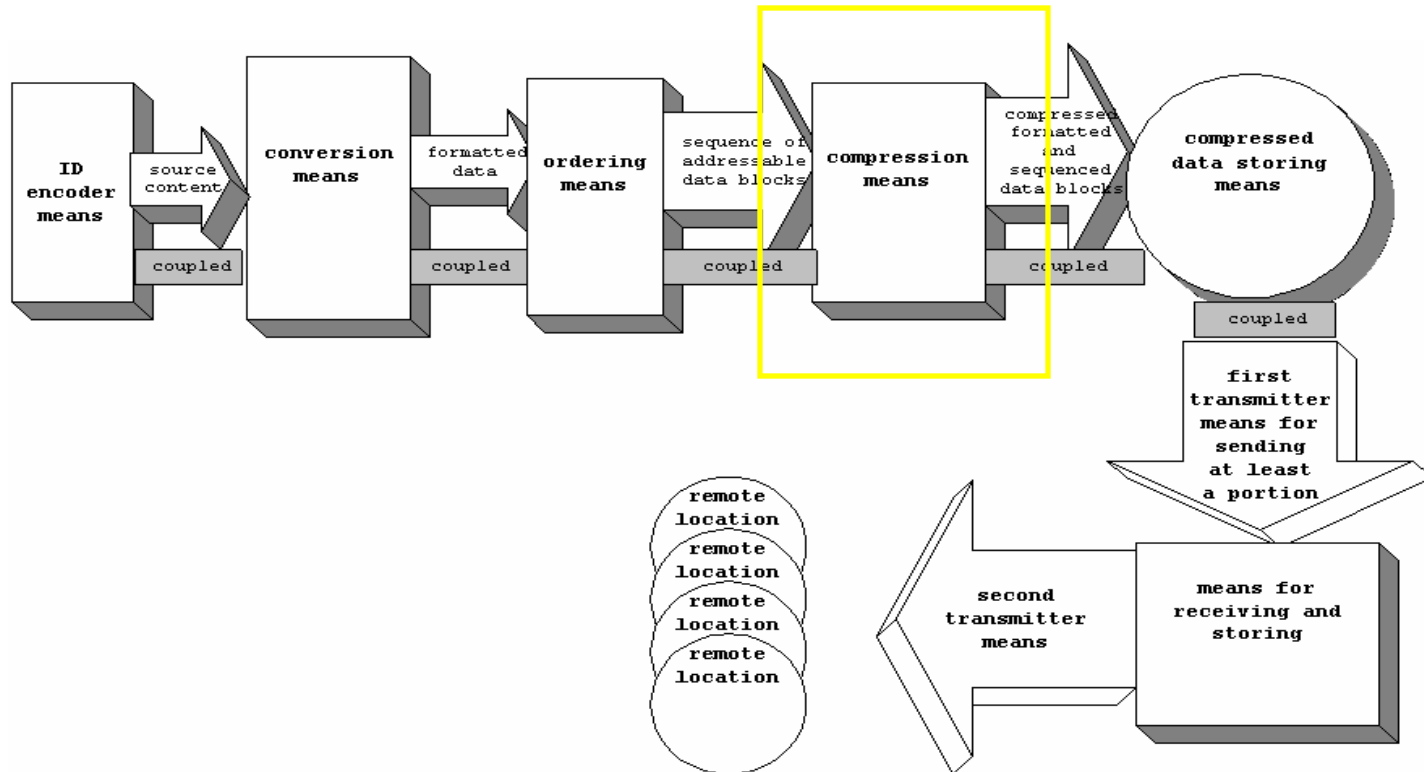 ID
encoder
means
source
content
coupled
conversion
means
formatted
data
coupled
ordering
means
sequence of
addressable
data blocks
coupled
compression
means
compressed
formatted
and
sequenced
data blocks
coupled
compressed
data storing
means
coupled
first
transmitter
means for
sending
at least
a portion
means for
receiving and
storing
second
transmitter
means
remote
location
remote
location
remote
location
remote
location